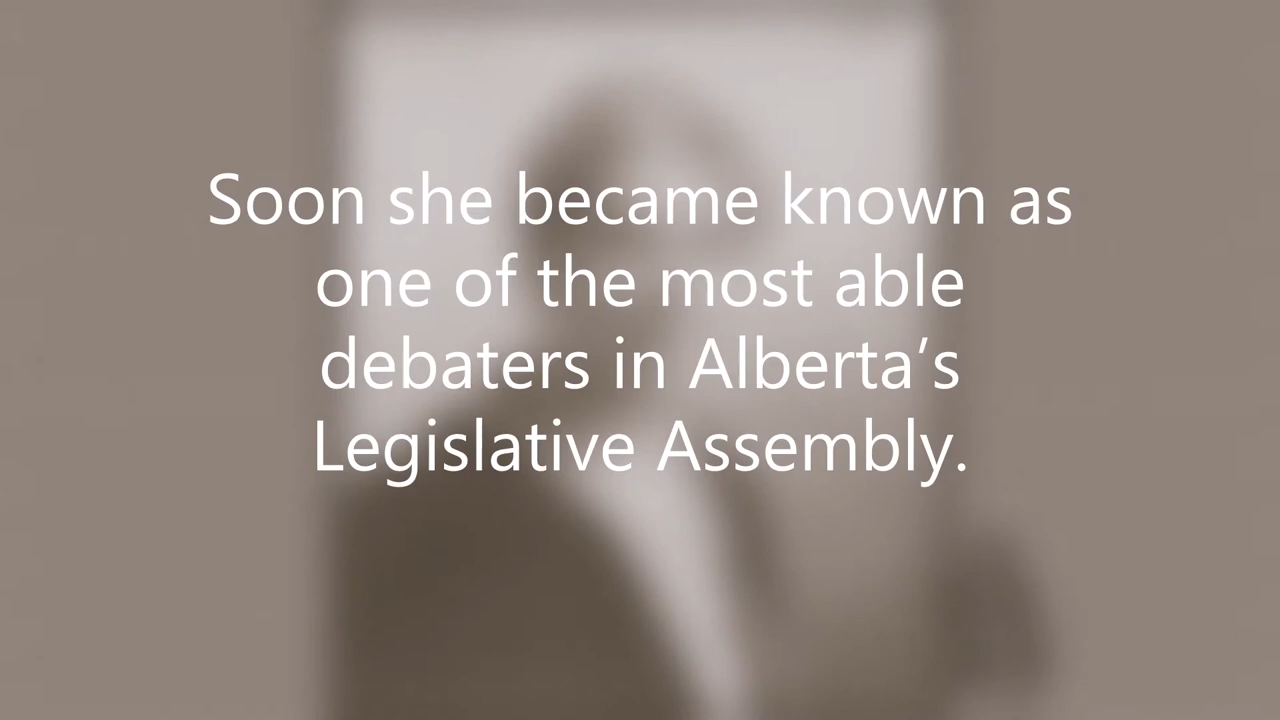 Soon she became known as
one of the most able
debaters in Alberta’s
Legislative Assembly.